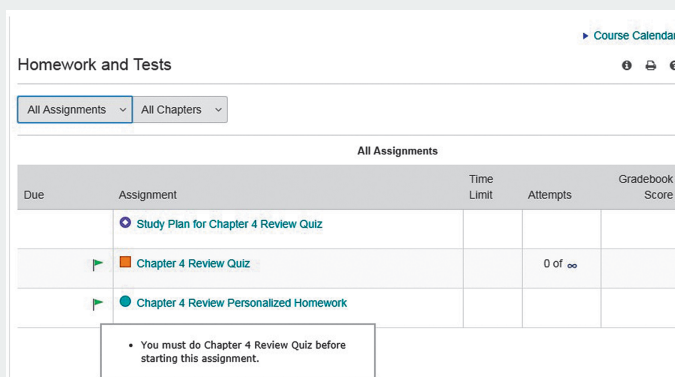 Course Calendar
Homework and Tests
All Assignments All Chapters
All Assignments
Due Assignment Time Limit Attempts Gradebook Score
Study Plan for Chapter 4 Review Quiz
Chapter 4 Review Quiz 0 of ∞
Chapter 4 Review Personalized Homework
• You must do Chapter 4 Review Quiz before
starting this assignment.